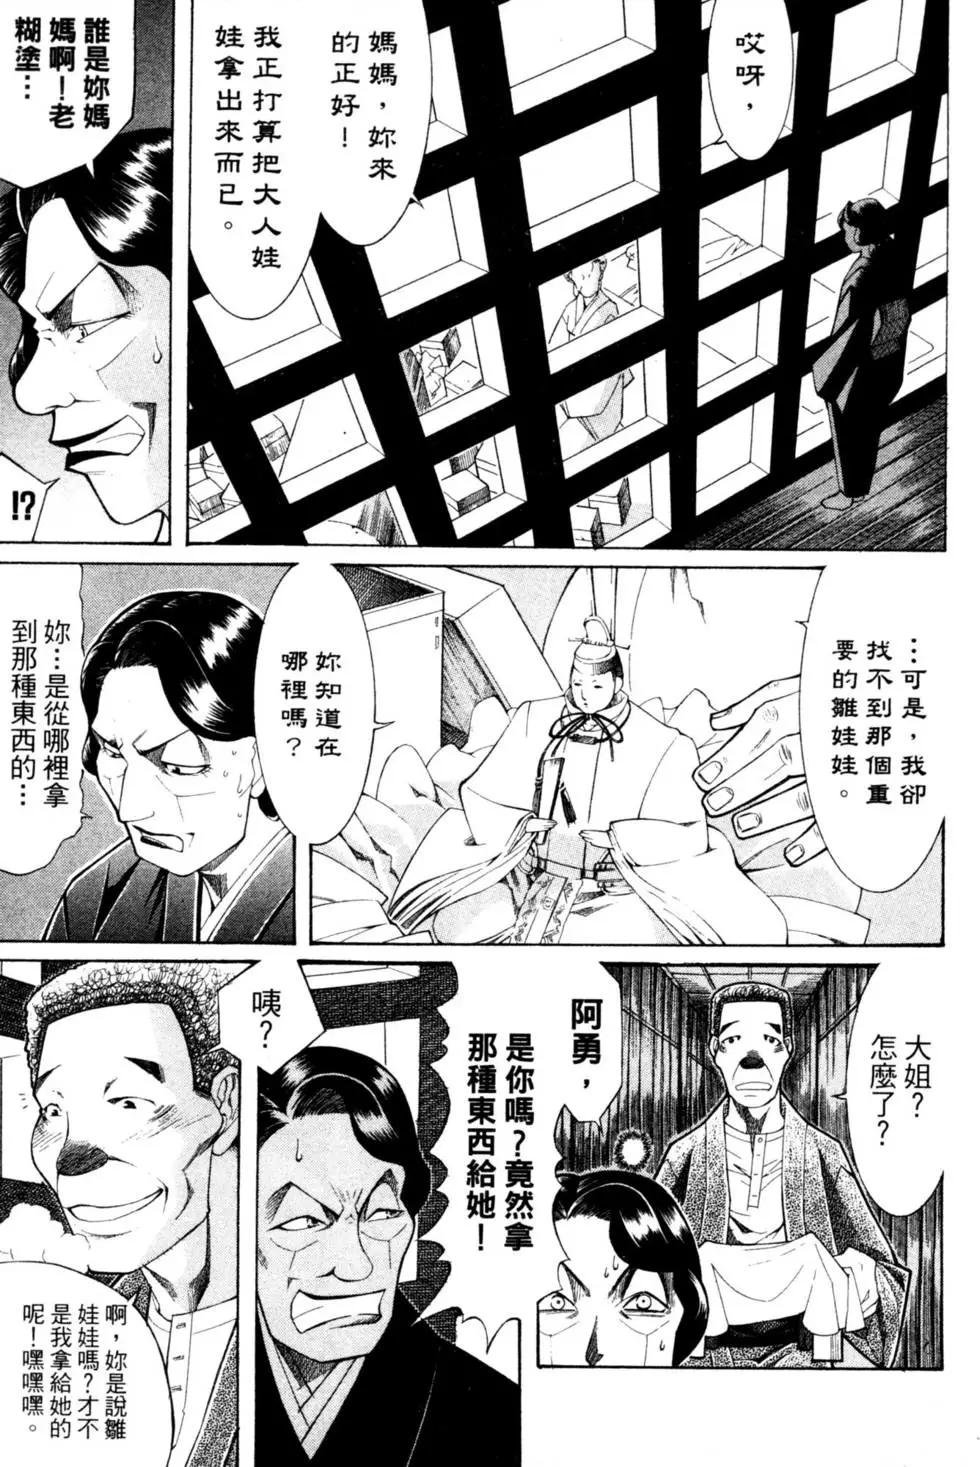 哎呀，
媽媽，妳來
的正好！
我正打算把大人娃
娃拿出來而已。
誰是妳媽
媽啊！老
糊塗…
!?
…可是，我卻
找不到那個重
要的雛娃娃。
妳知道在
哪裡嗎？
妳…是從哪裡拿
到那種東西的…
大姐？
怎麼了？
阿勇，
是你嗎？竟然拿
那種東西給她！
咦？
啊，妳是說雛
娃娃嗎？才不
是我拿給她的
呢！嘿嘿嘿。